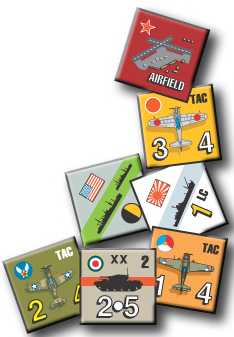 AIRFIELD
TAC
3 4
1 LC
TAC
2 4
XX 2
2•5
TAC
1 4